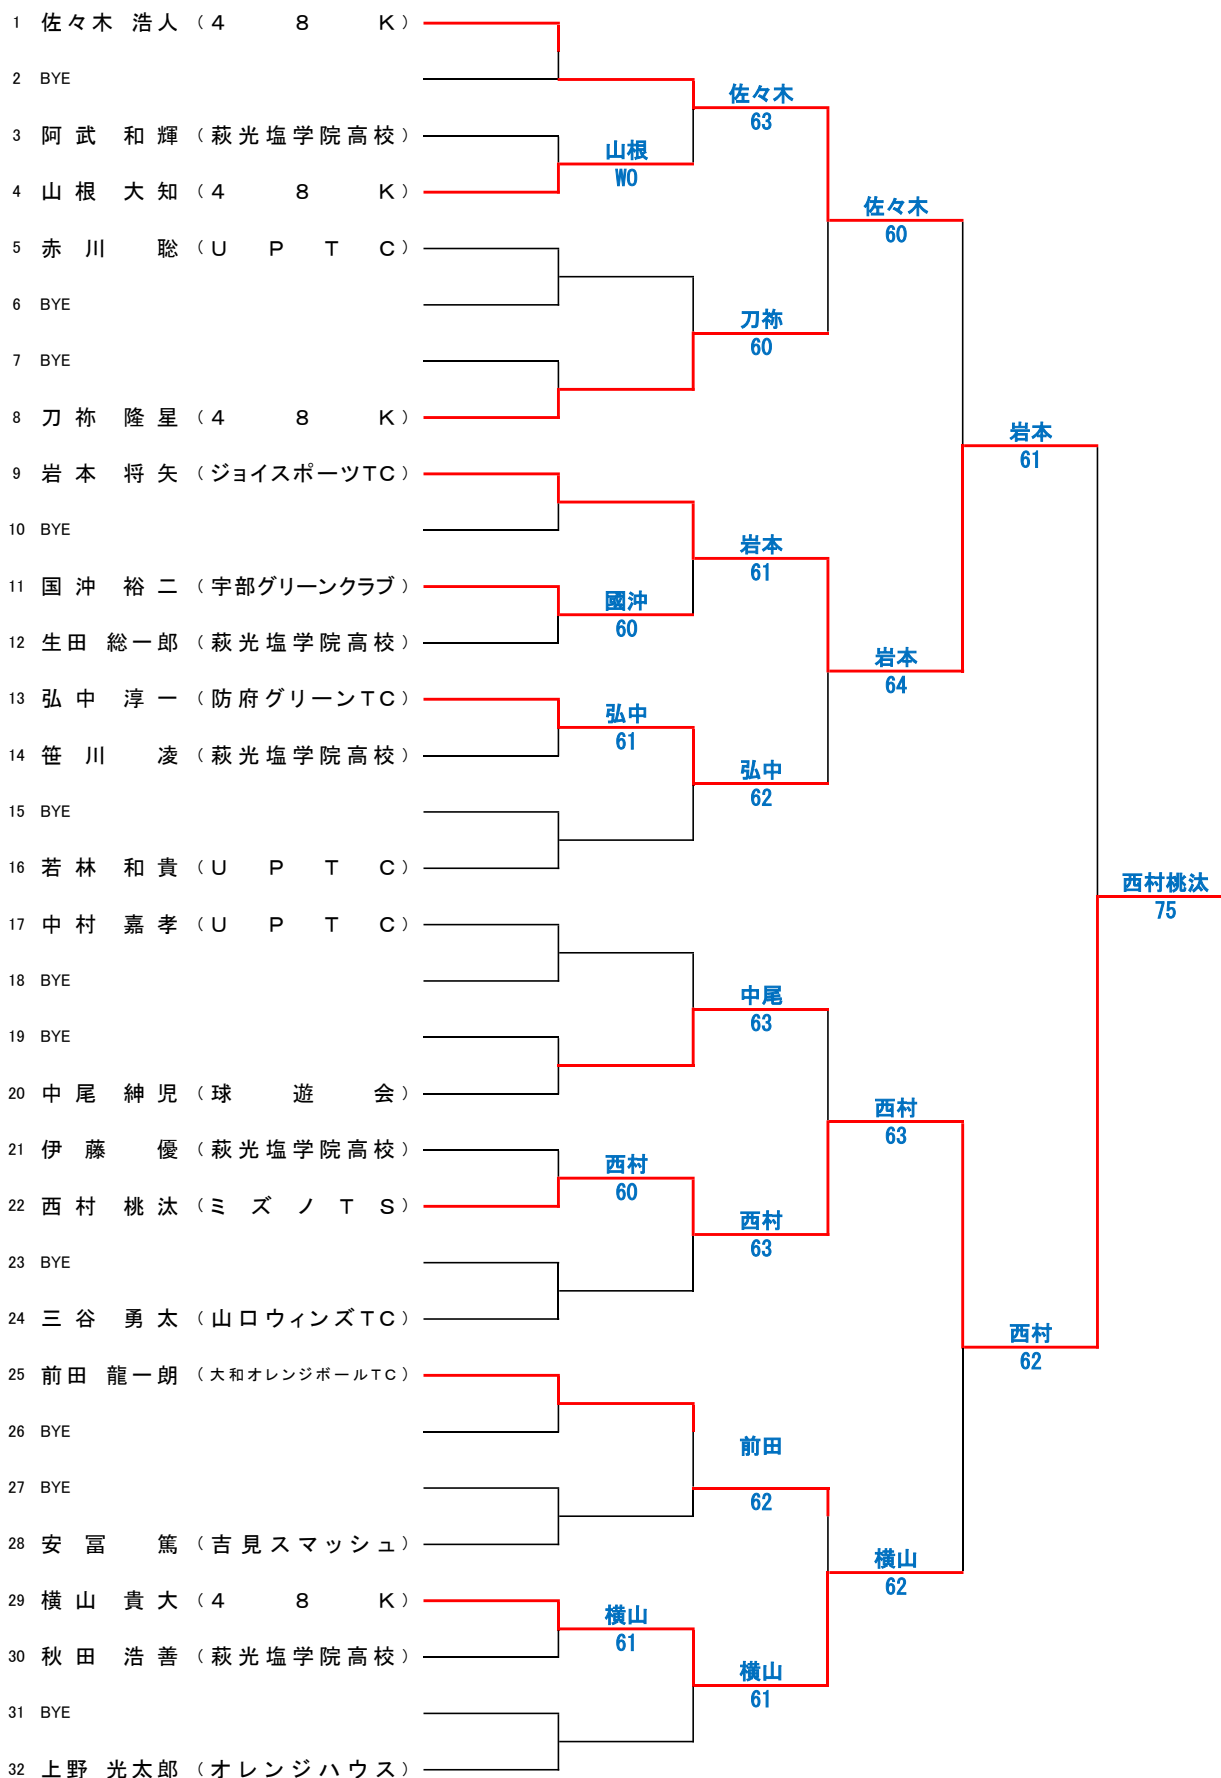 1 佐々木 浩人 （４８Ｋ）
2 BYE
佐々木
63
3 阿武 和輝 （萩光塩学院高校）
山根
WO
4 山根 大知 （４８Ｋ）
佐々木
60
5 赤川 聡 （ＵＰＴＣ）
6 BYE
刀祢
60
7 BYE
8 刀祢 隆星 （４８Ｋ）
岩本
61
9 岩本 将矢 （ジョイスポーツTC）
10 BYE
岩本
61
11 国沖 裕二 （宇部グリーンクラブ）
國沖
60
12 生田 総一郎 （萩光塩学院高校）
岩本
64
13 弘中 淳一 （防府グリーンTC）
弘中
61
14 笹川 凌 （萩光塩学院高校）
弘中
62
15 BYE
16 若林 和貴 （ＵＰＴＣ）
西村桃汰
75
17 中村 嘉孝 （ＵＰＴＣ）
18 BYE
中尾
63
19 BYE
20 中尾 紳児 （球遊会）
西村
63
21 伊藤 優 （萩光塩学院高校）
西村
60
22 西村 桃汰 （ミズノＴＳ）
西村
63
23 BYE
24 三谷 勇太 （山口ウィンズTC）
西村
62
25 前田 龍一朗 （大和オレンジボールTC）
26 BYE
前田
62
27 BYE
28 安冨 篤 （吉見スマッシュ）
横山
62
29 横山 貴大 （４８Ｋ）
横山
61
30 秋田 浩善 （萩光塩学院高校）
横山
61
31 BYE
32 上野 光太郎 （オレンジハウス）